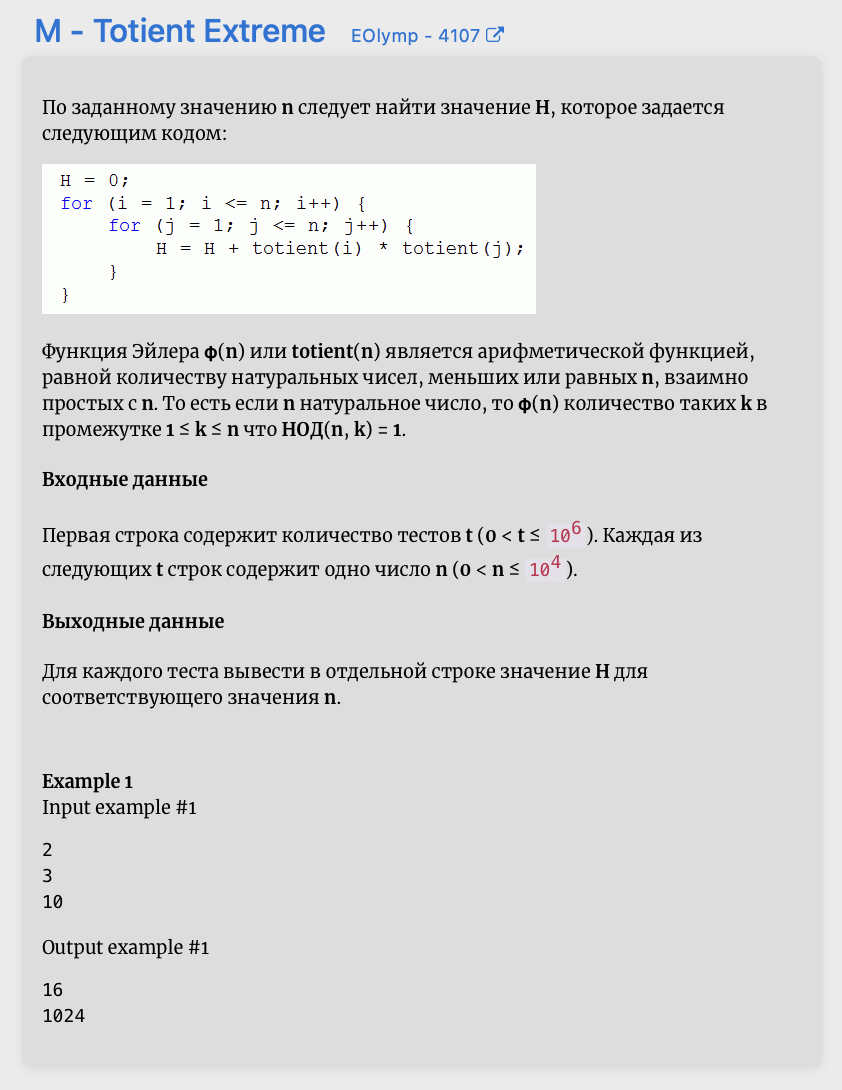 M - Totient Extreme EOlymp - 4107
По заданному значению n следует найти значение H, которое задается
следующим кодом:
H = 0;
for (i = 1; i <= n; i++) {
for (j = 1; j <= n; j++) {
H = H + totient(i) * totient(j);
}
}
Функция Эйлера ϕ(n) или totient(n) является арифметической функцией,
равной количеству натуральных чисел, меньших или равных n, взаимно
простых с n. То есть если n натуральное число, то ϕ(n) количество таких k в
промежутке 1 ≤ k ≤ n что НОД(n, k) = 1.
Входные данные
Первая строка содержит количество тестов t (0 < t ≤ 10^6 ). Каждая из
следующих t строк содержит одно число n (0 < n ≤ 10^4 ).
Выходные данные
Для каждого теста вывести в отдельной строке значение H для
соответствующего значения n.
Example 1
Input example #1
2
3
10
Output example #1
16
1024